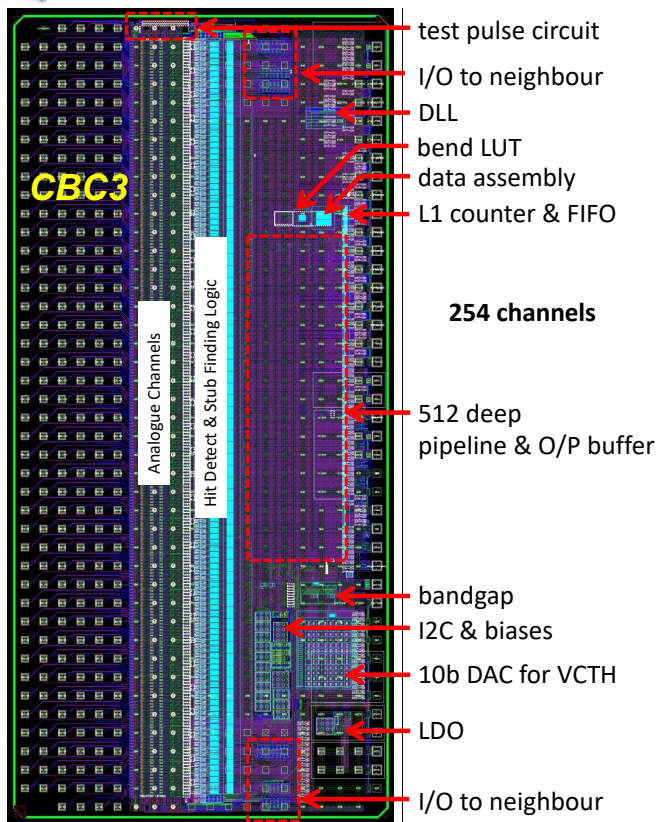 test pulse circuit
I/O to neighbour
DLL
bend LUT
data assembly
L1 counter & FIFO
CBC3
254 channels
Analogue Channels
Hit Detect & Stub Finding Logic
512 deep
pipeline & O/P buffer
bandgap
I2C & biases
10b DAC for VCTH
LDO
I/O to neighbour